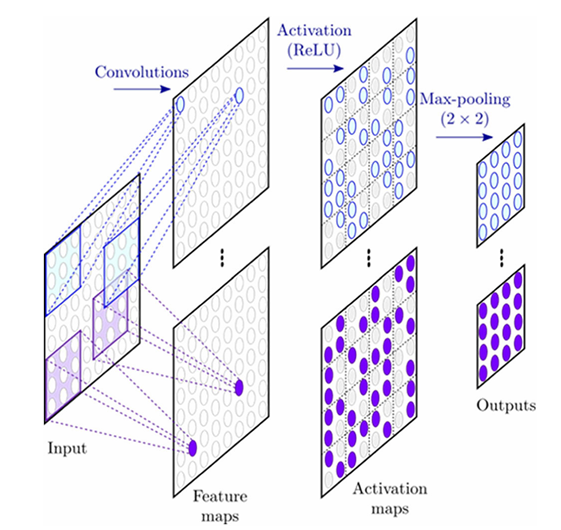 Convolutions
Activation
(ReLU)
Max-pooling
(2 × 2)
Input
Feature
maps
Activation
maps
Outputs